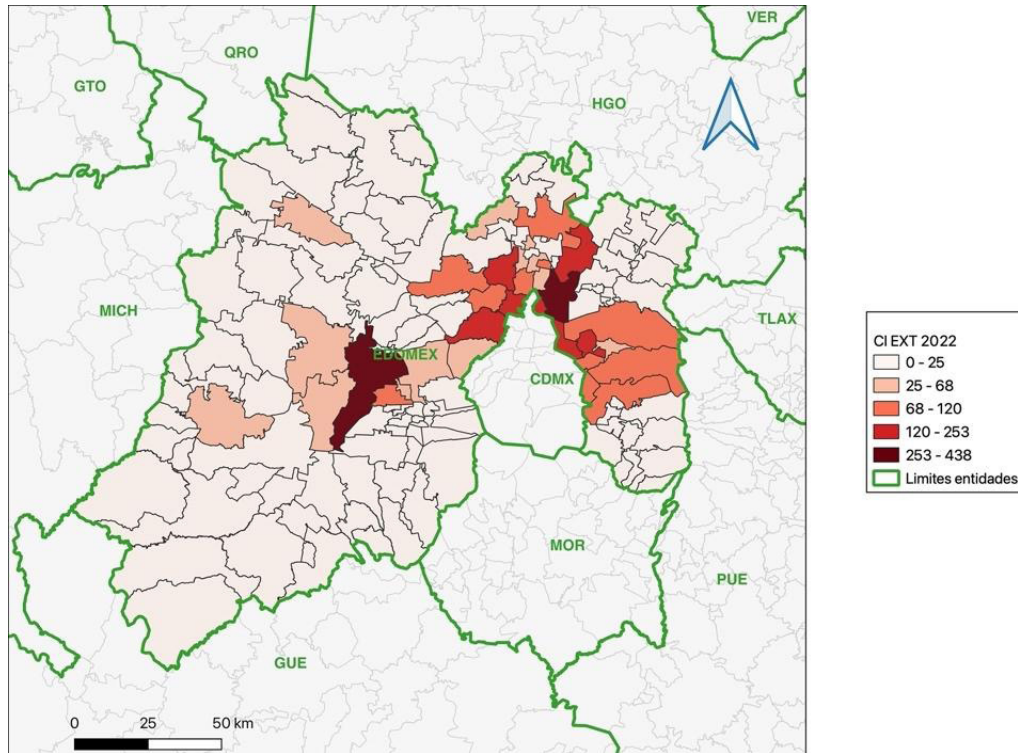 VER
QRO
GTO
HGO
MICH
TLAX
EDOMEX
CDMX
MOR
PUE
GUE
0 25 50 km
CI EXT 2022
0 - 25
25 - 68
68 - 120
120 - 253
253 - 438
Limites entidades